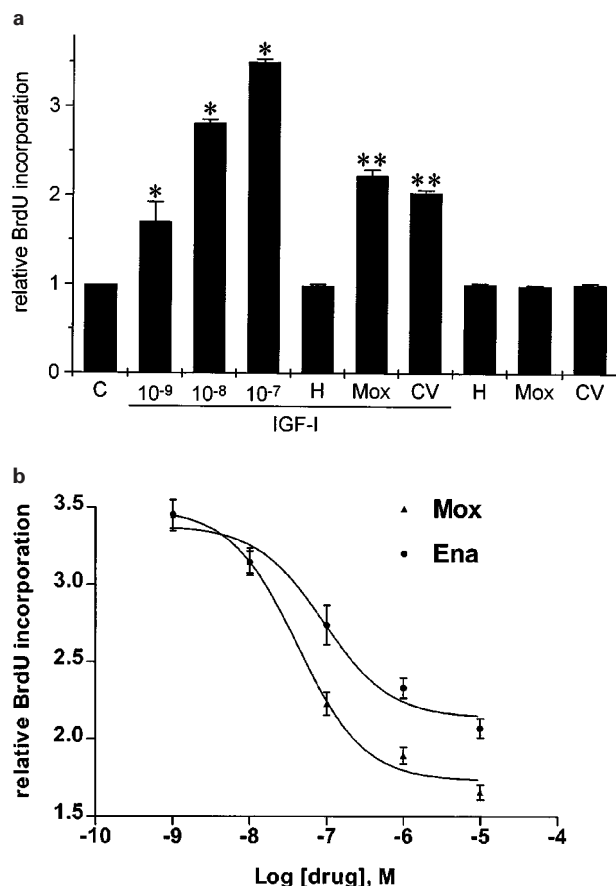 a
relative BrdU incorporation
3
2
1
0
* * * ** **
C 10-9 10-8 10-7 H Mox CV H Mox CV
IGF-I
b
relative BrdU incorporation
3.5
3.0
2.5
2.0
1.5
Mox
Ena
-10 -9 -8 -7 -6 -5 -4
Log [drug], M